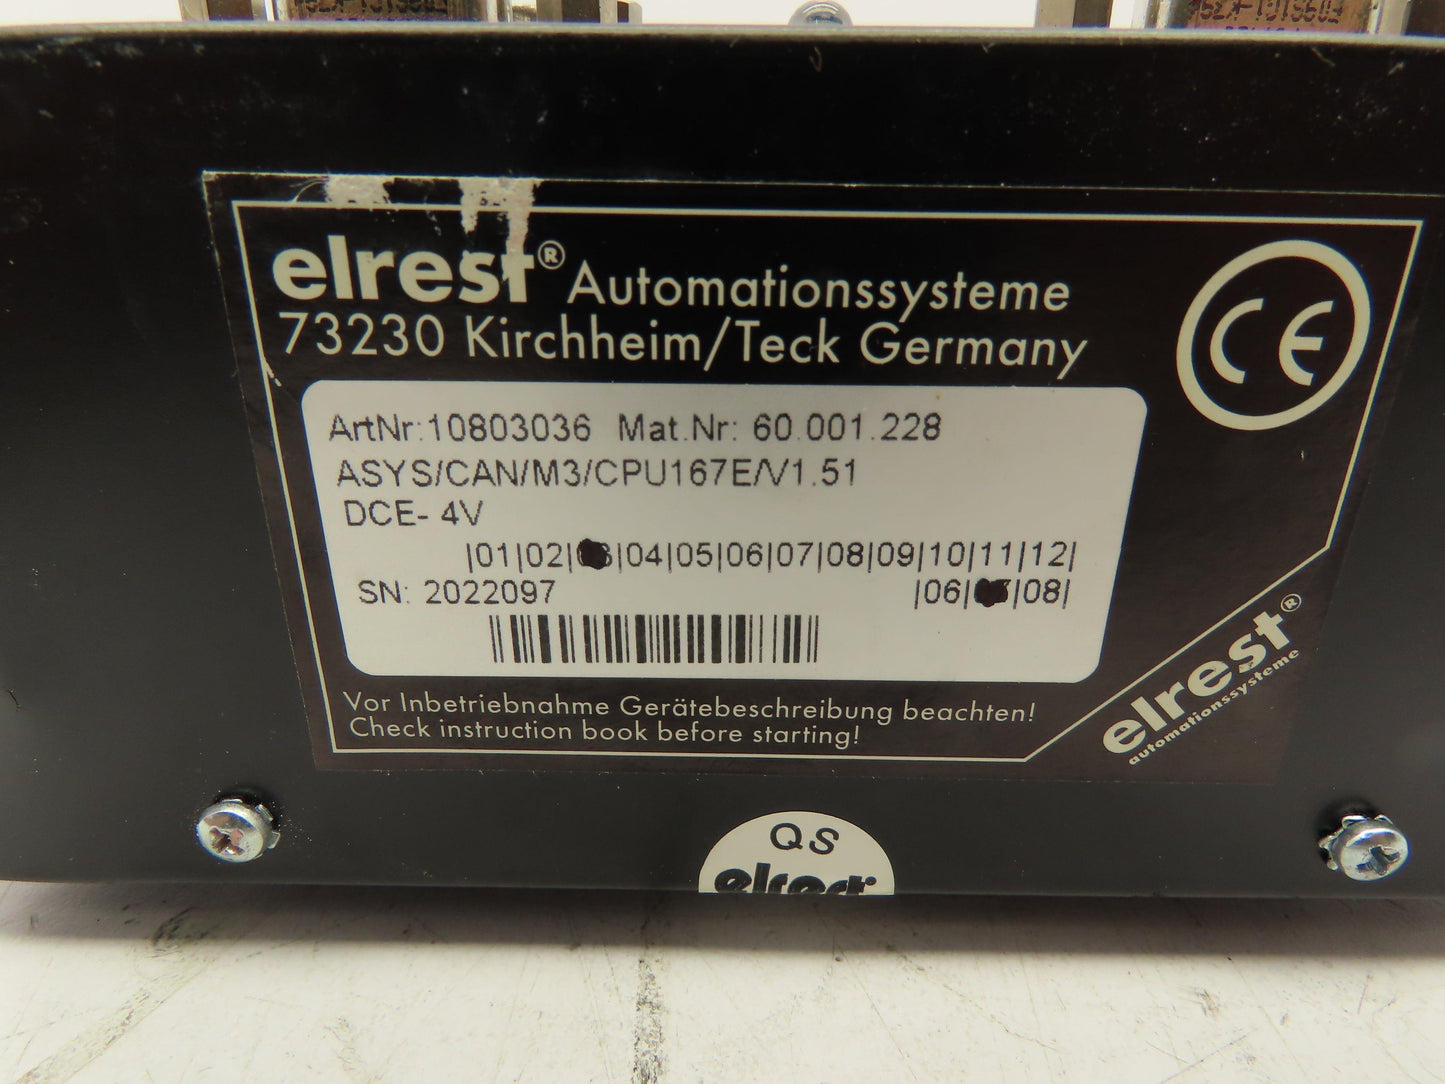 elrest® Automationssysteme
73230 Kirchheim/Teck Germany
CE
ArtNr:10803036 Mat.Nr: 60.001.228
ASYS/CAN/M3/CPU167E/V1.51
DCE- 4V
|01|02| |04|05|06|07|08|09|10|11|12|
SN: 2022097 |06| |08|
Vor Inbetriebnahme Gerätebeschreibung beachten!
Check instruction book before starting!
elrest®
automationssysteme
QS
elrest®